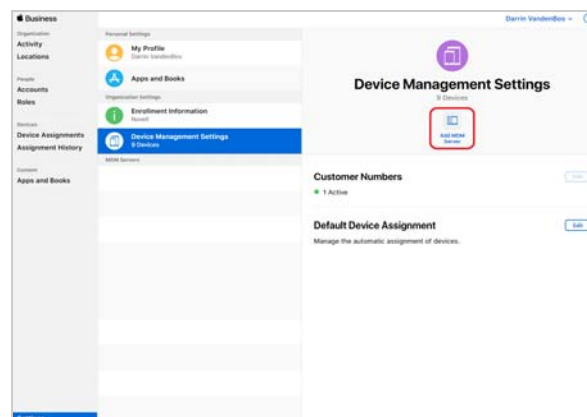 Business
Darrin VandenBos
Organization
Activity
Locations
People
Accounts
Roles
Devices
Device Assignments
Assignment History
Content
Apps and Books
Personal Settings
My Profile
Darrin VandenBos
Apps and Books
Organization Settings
Enrollment Information
Novell
Device Management Settings
9 Devices
MDM Servers
Device Management Settings
9 Devices
Add MDM
Server
Customer Numbers
Edit
1 Active
Default Device Assignment
Edit
Manage the automatic assignment of devices.